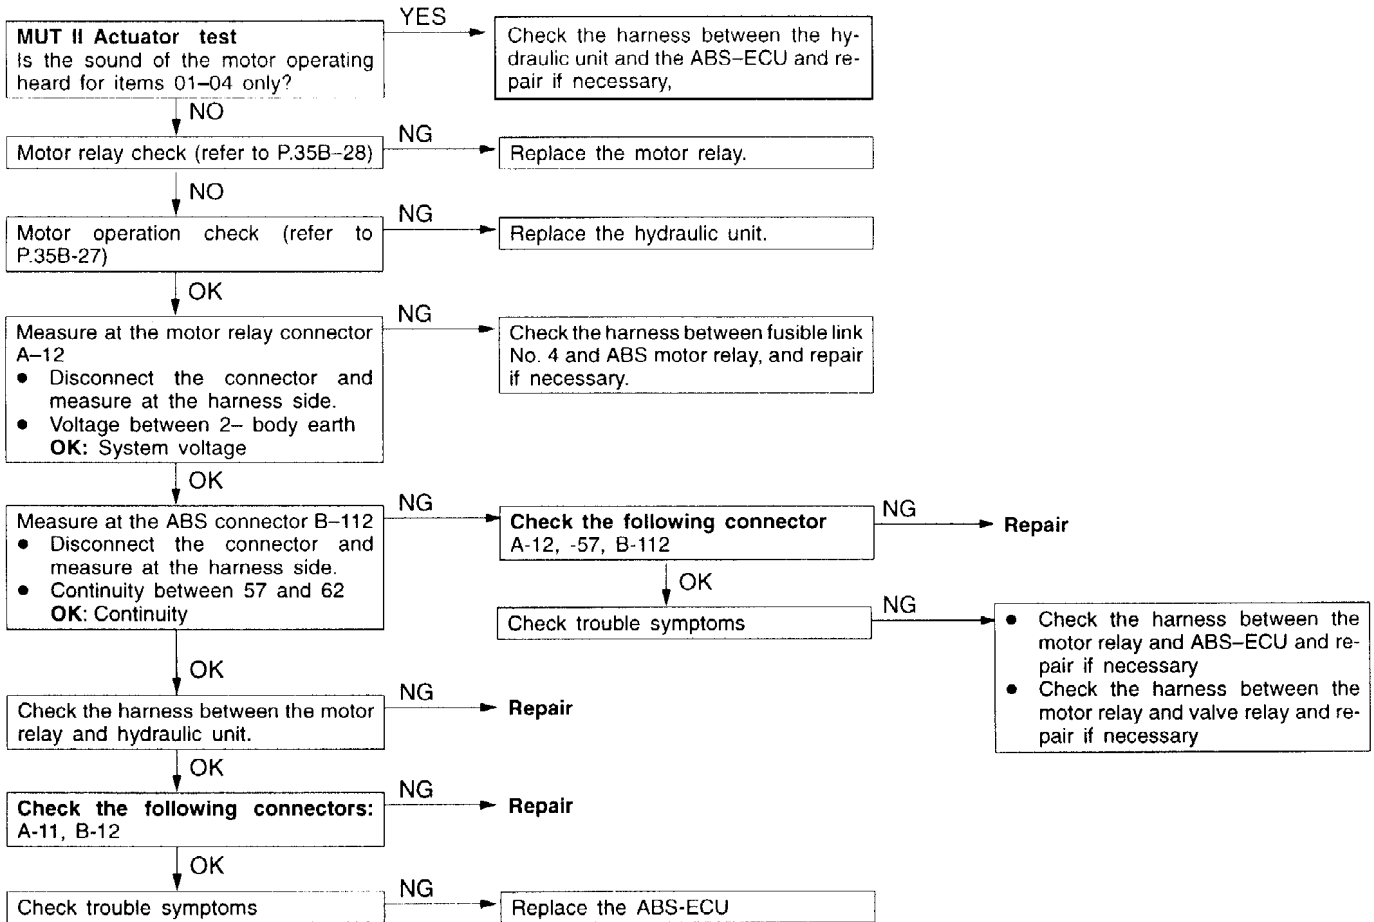 YES
MUT II Actuator test
Is the sound of the motor operating
heard for items 01–04 only?
Check the harness between the hy-
draulic unit and the ABS–ECU and re-
pair if necessary,
NO
NG
Motor relay check (refer to P.35B–28)
Replace the motor relay.
NO
NG
Motor operation check (refer to
P.35B-27)
Replace the hydraulic unit.
OK
NG
Measure at the motor relay connector
A–12
● Disconnect the connector and
measure at the harness side.
● Voltage between 2– body earth
OK: System voltage
Check the harness between fusible link
No. 4 and ABS motor relay, and repair
if necessary.
OK
NG
Measure at the ABS connector B–112
● Disconnect the connector and
measure at the harness side.
● Continuity between 57 and 62
OK: Continuity
Check the following connector
A-12, -57, B-112
NG
Repair
OK
Check trouble symptoms
NG
● Check the harness between the
motor relay and ABS–ECU and re-
pair if necessary
● Check the harness between the
motor relay and valve relay and re-
pair if necessary
OK
NG
Check the harness between the motor
relay and hydraulic unit.
Repair
OK
NG
Check the following connectors:
A-11, B-12
Repair
OK
NG
Check trouble symptoms
Replace the ABS-ECU